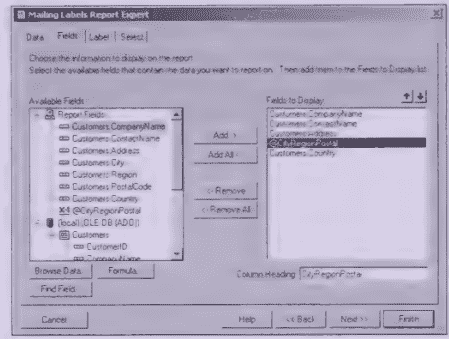 Mailing Labels Report Expert
Data Fields Label Select
Choose the information to display on the report
Select the available fields that contain the data you want to report on. Then add them to the Fields to Display list.
Available Fields
Report Fields
Customers.CompanyName
Customers.ContactName
Customers.Address
Customers.City
Customers.Region
Customers.PostalCode
Customers.Country
@CityRegionPostal
(local) (OLE DB (ADO))
Customers
CustomerID
CompanyName
Browse Data... Formula...
Find Field...
Add >
Add All
<- Remove
<- Remove All
Fields to Display:
Customers.CompanyName
Customers.ContactName
Customers.Address
@CityRegionPostal
Customers.Country
Column Heading: CityRegionPostal
Cancel Help << Back Next >> Finish